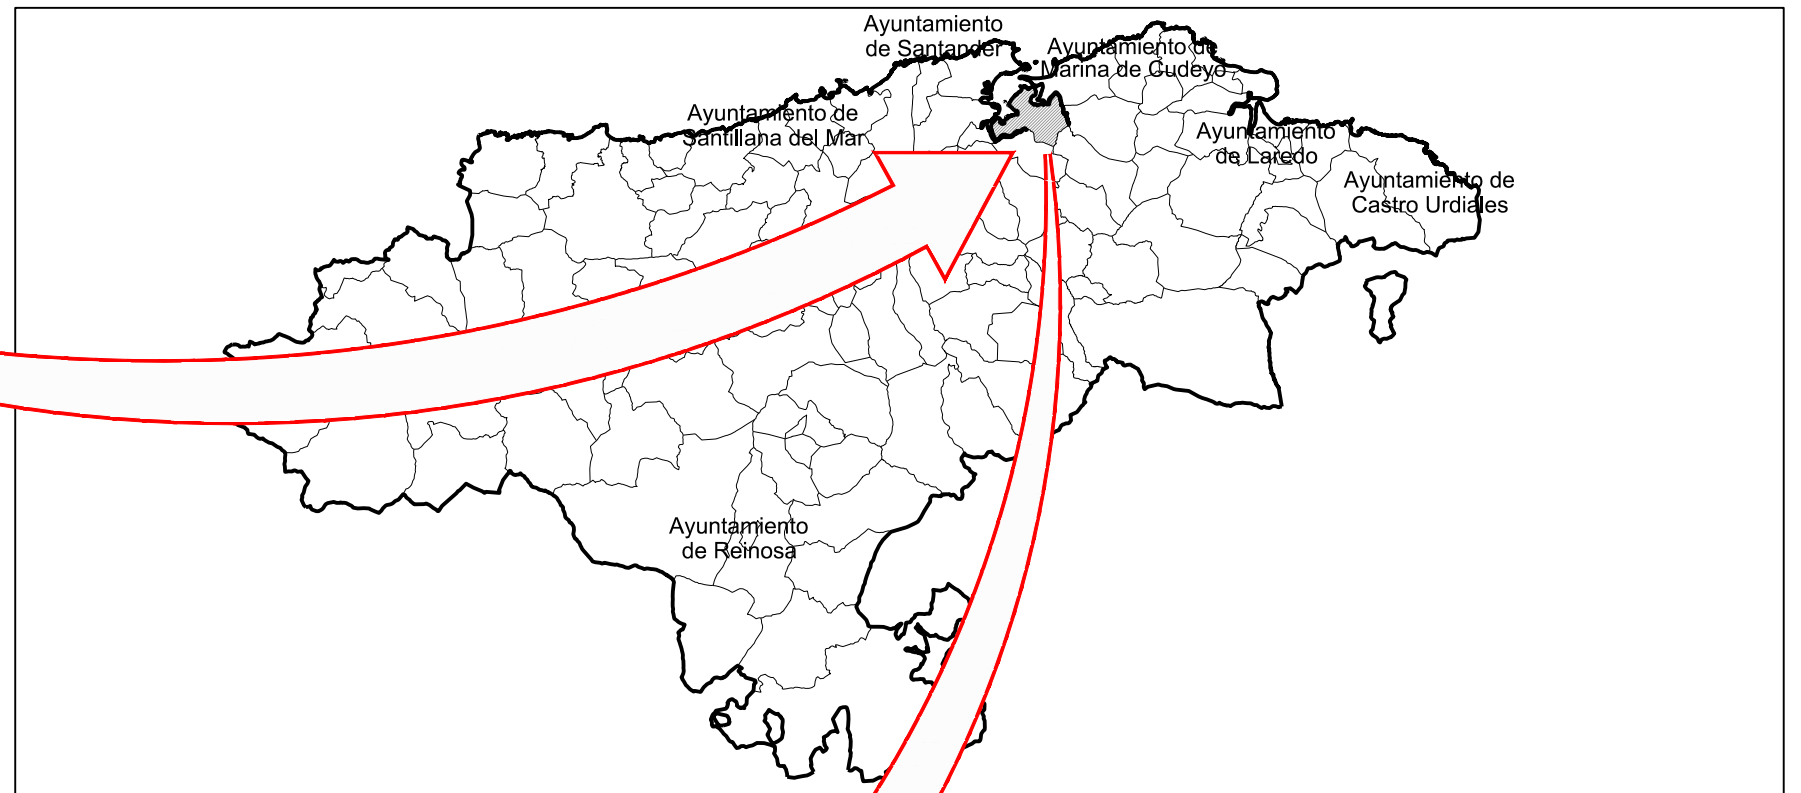 Ayuntamiento
de Santander
Ayuntamiento de
Marina de Cudeyo
Ayuntamiento de
Santillana del Mar
Ayuntamiento
de Laredo
Ayuntamiento de
Castro Urdiales
Ayuntamiento
de Reinosa